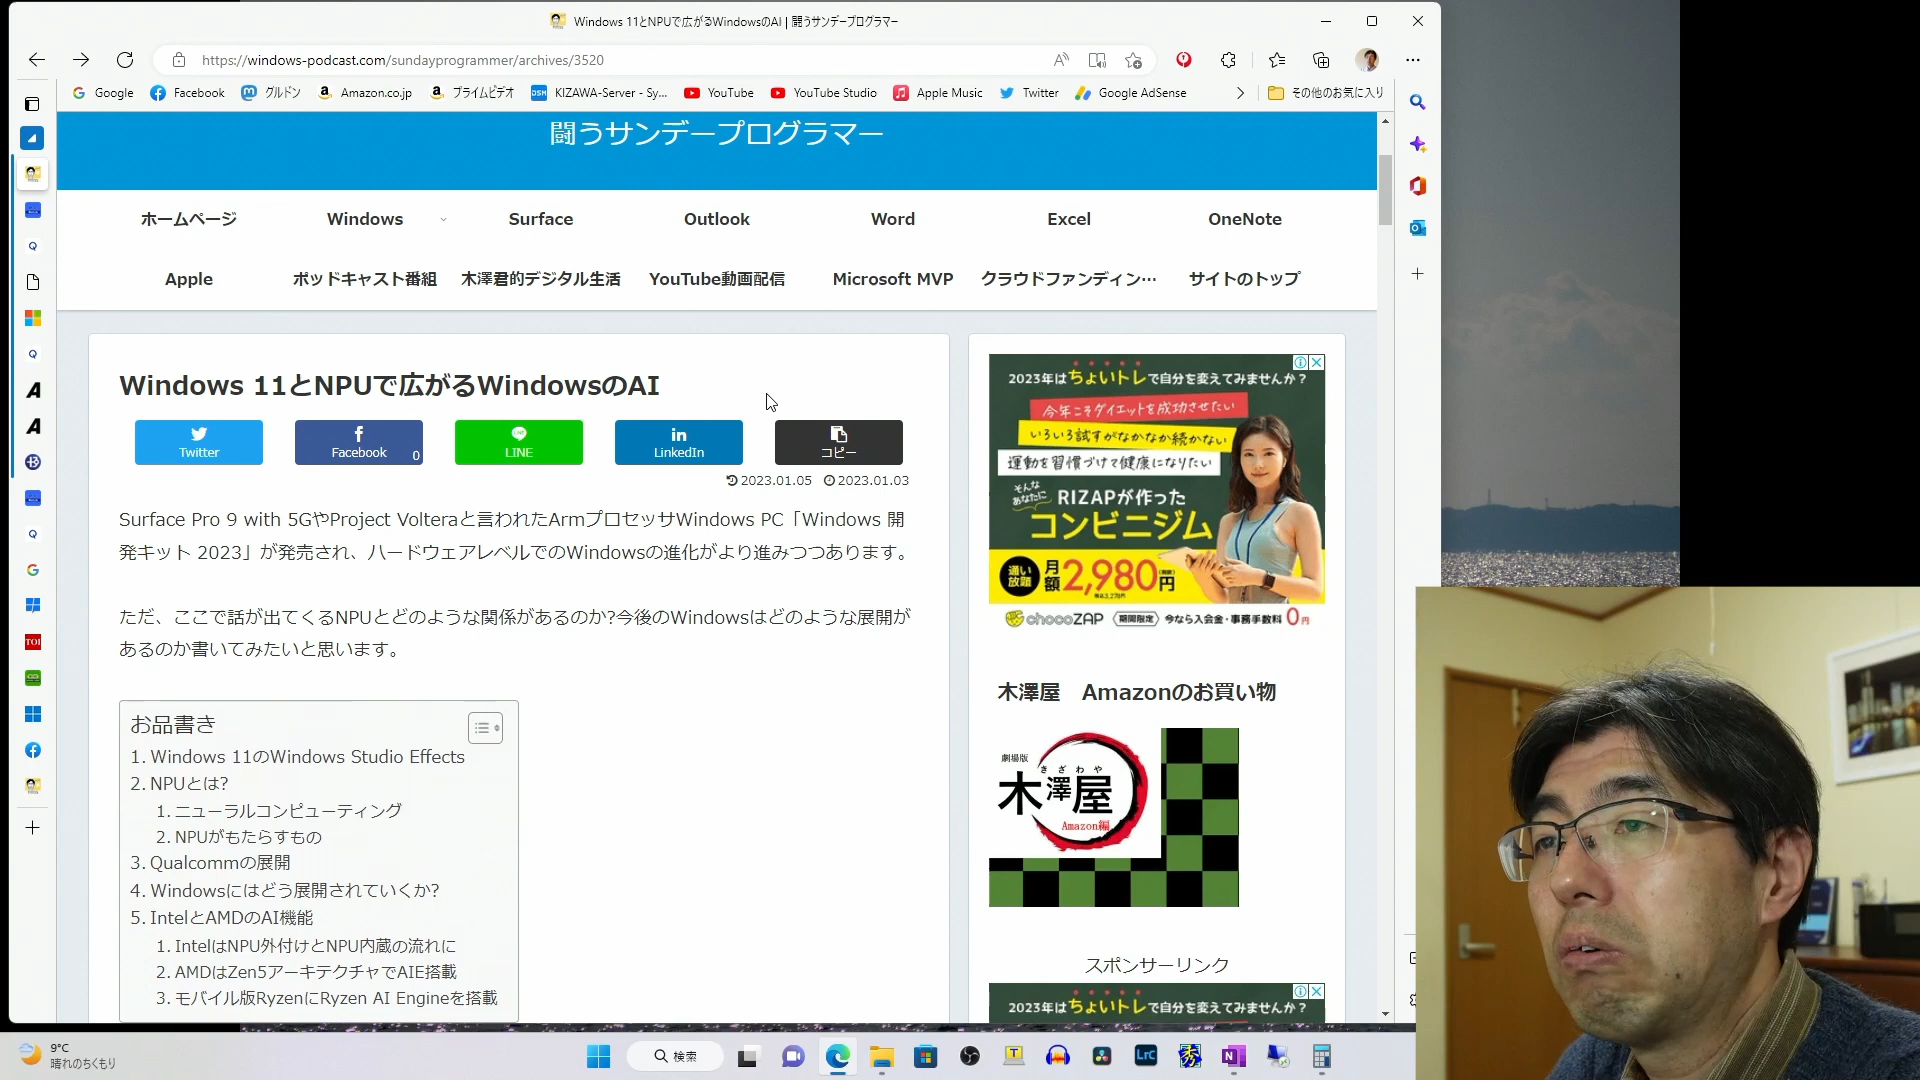 Windows 11とNPUで広がるWindowsのAI | 闘うサンデープログラマー
https://windows-podcast.com/sundayprogrammer/archives/3520
Google
Facebook
グルドン
Amazon.co.jp
プライムビデオ
KIZAWA-Server - Sy...
YouTube
YouTube Studio
Apple Music
Twitter
Google AdSense
その他のお気に入り
闘うサンデープログラマー
ホームページ
Windows
Surface
Outlook
Word
Excel
OneNote
Apple
ポッドキャスト番組
木澤君的デジタル生活
YouTube動画配信
Microsoft MVP
クラウドファンディン…
サイトのトップ
Windows 11とNPUで広がるWindowsのAI
Twitter
Facebook 0
LINE
LinkedIn
コピー
2023.01.05 2023.01.03
Surface Pro 9 with 5GやProject Volteraと言われたArmプロセッサWindows PC「Windows 開
発キット 2023」が発売され、ハードウェアレベルでのWindowsの進化がより進みつつあります。
ただ、ここで話が出てくるNPUとどのような関係があるのか?今後のWindowsはどのような展開が
あるのか書いてみたいと思います。
お品書き
1. Windows 11のWindows Studio Effects
2. NPUとは?
1. ニューラルコンピューティング
2. NPUがもたらすもの
3. Qualcommの展開
4. Windowsにはどう展開されていくか?
5. IntelとAMDのAI機能
1. IntelはNPU外付けとNPU内蔵の流れに
2. AMDはZen5アーキテクチャでAIE搭載
3. モバイル版RyzenにRyzen AI Engineを搭載
2023年はちょいトレで自分を変えてみませんか?
今年こそダイエットを成功させたい
いろいろ試すがなかなか続かない
運動を習慣づけて健康になりたい
そんなあなたに
RIZAPが作った
コンビニジム
通い放題
月額2,980円
chocoZAP
期間限定 今なら入会金・事務手数料0円
木澤屋 Amazonのお買い物
劇場版
きざわや
木澤屋
Amazon編
スポンサーリンク
2023年はちょいトレで自分を変えてみませんか?
TOI
9°C
晴れのちくもり
検索
LrC
秀